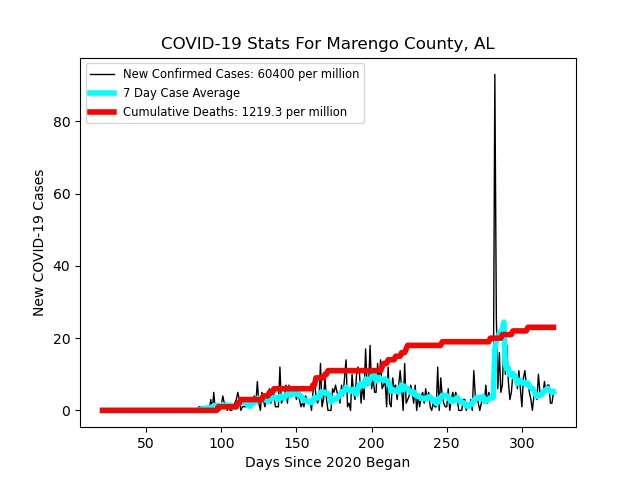 COVID-19 Stats For Marengo County, AL
New Confirmed Cases: 60400 per million
7 Day Case Average
Cumulative Deaths: 1219.3 per million
New COVID-19 Cases
80
60
40
20
0
50
100
150
200
250
300
Days Since 2020 Began